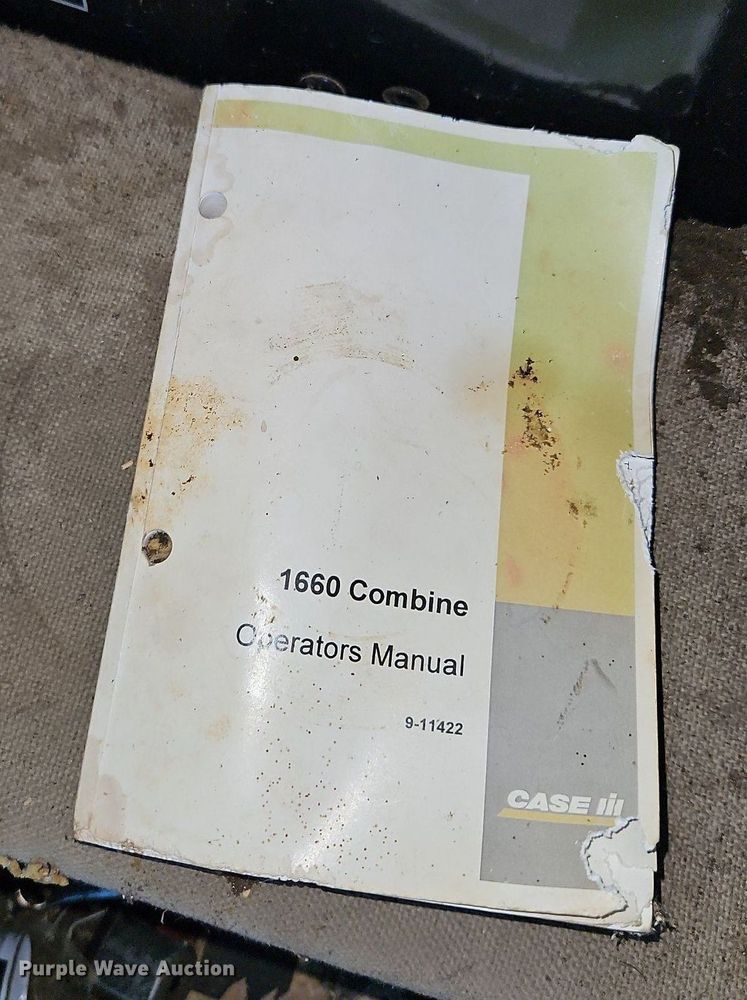 1660 Combine
Operators Manual
9-11422
CASE IH
Purple Wave Auction